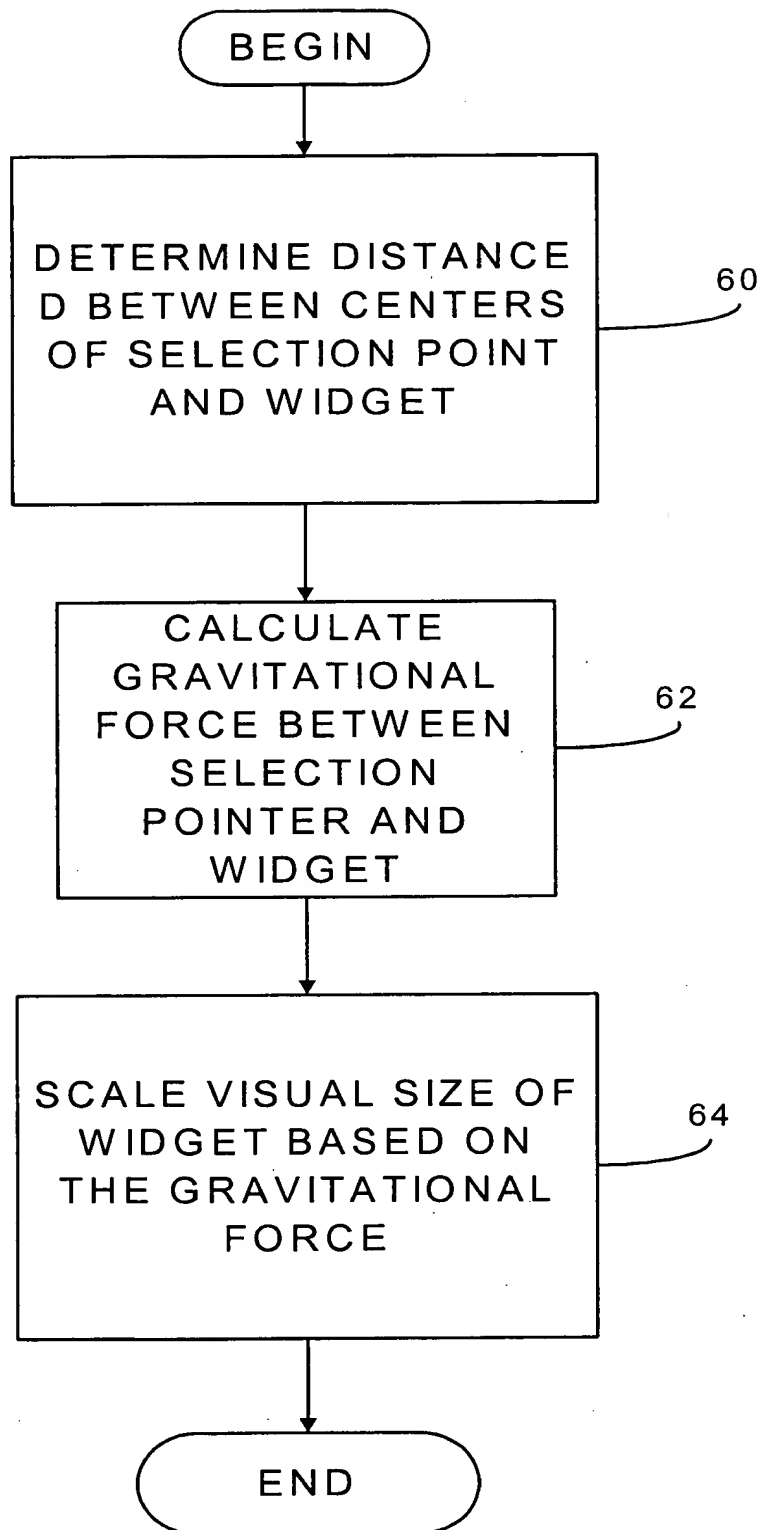 BEGIN
DETERMINE DISTANCE
D BETWEEN CENTERS
OF SELECTION POINT
AND WIDGET
60
CALCULATE
GRAVITATIONAL
FORCE BETWEEN
SELECTION
POINTER AND
WIDGET
62
SCALE VISUAL SIZE OF
WIDGET BASED ON
THE GRAVITATIONAL
FORCE
64
END